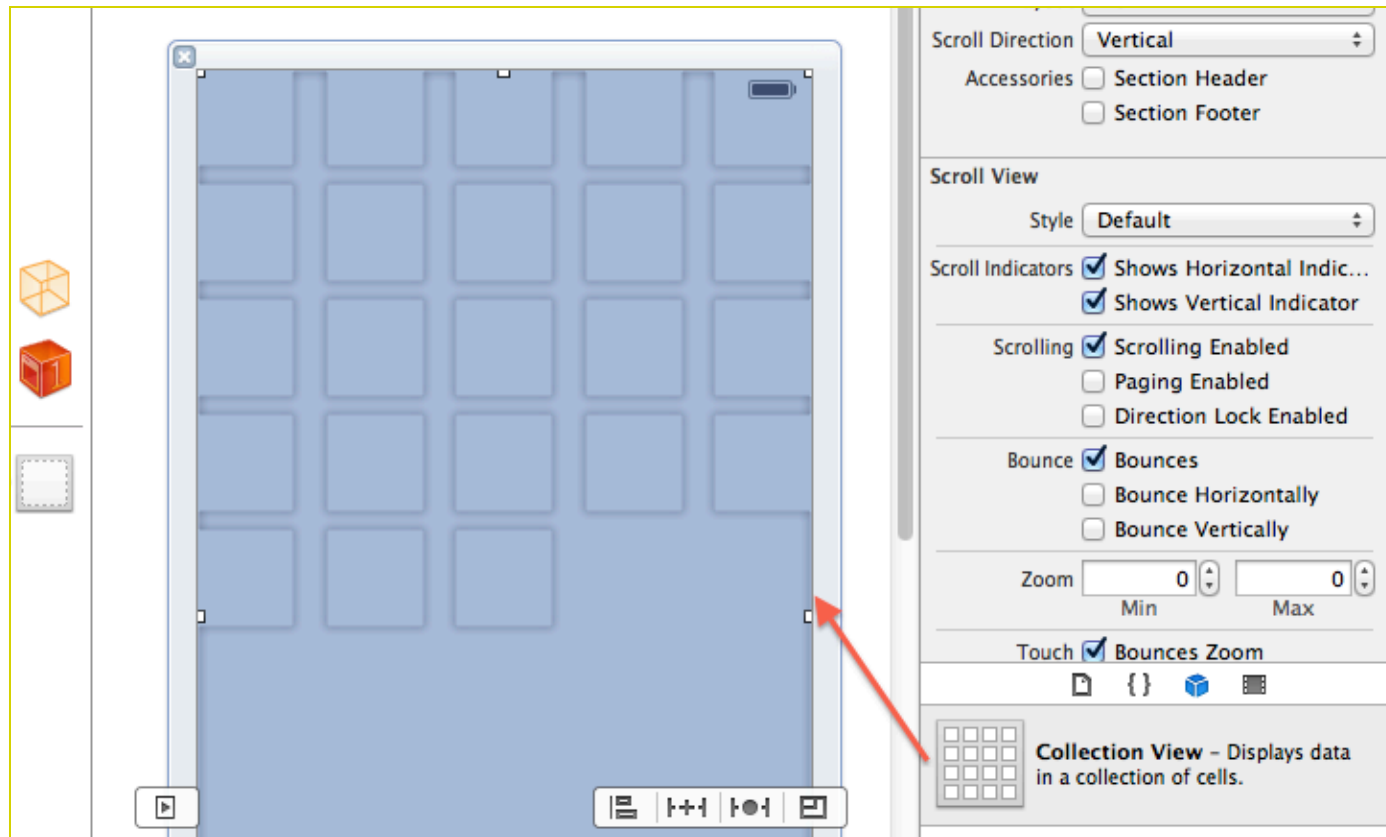 Scroll Direction Vertical
Accessories Section Header
Section Footer
Scroll View
Style Default
Scroll Indicators Shows Horizontal Indic...
Shows Vertical Indicator
Scrolling Scrolling Enabled
Paging Enabled
Direction Lock Enabled
Bounce Bounces
Bounce Horizontally
Bounce Vertically
Zoom 0 0
Min Max
Touch Bounces Zoom
{}
Collection View – Displays data
in a collection of cells.
1